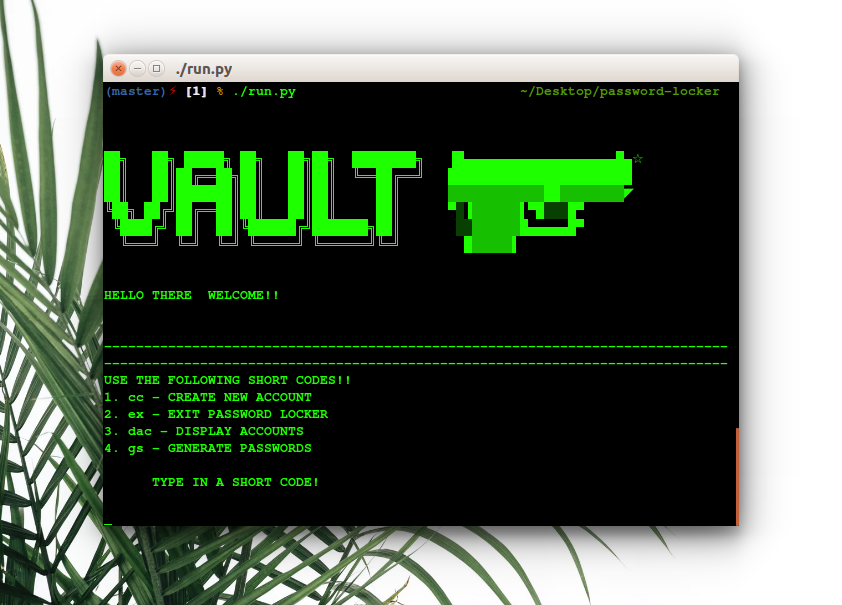 ./run.py
(master)⚡ [1] % ./run.py ~/Desktop/password-locker
VAULT
HELLO THERE  WELCOME!!
------------------------------------------------------------------------------
------------------------------------------------------------------------------
USE THE FOLLOWING SHORT CODES!!
1. cc - CREATE NEW ACCOUNT
2. ex - EXIT PASSWORD LOCKER
3. dac - DISPLAY ACCOUNTS
4. gs - GENERATE PASSWORDS
TYPE IN A SHORT CODE!